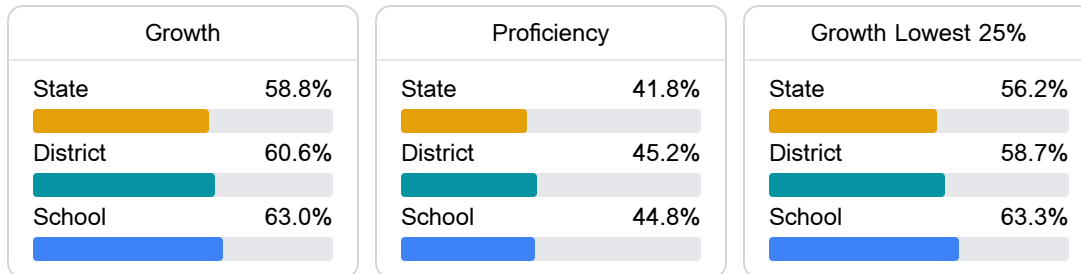 Growth
State 58.8%
District 60.6%
School 63.0%
Proficiency
State 41.8%
District 45.2%
School 44.8%
Growth Lowest 25%
State 56.2%
District 58.7%
School 63.3%